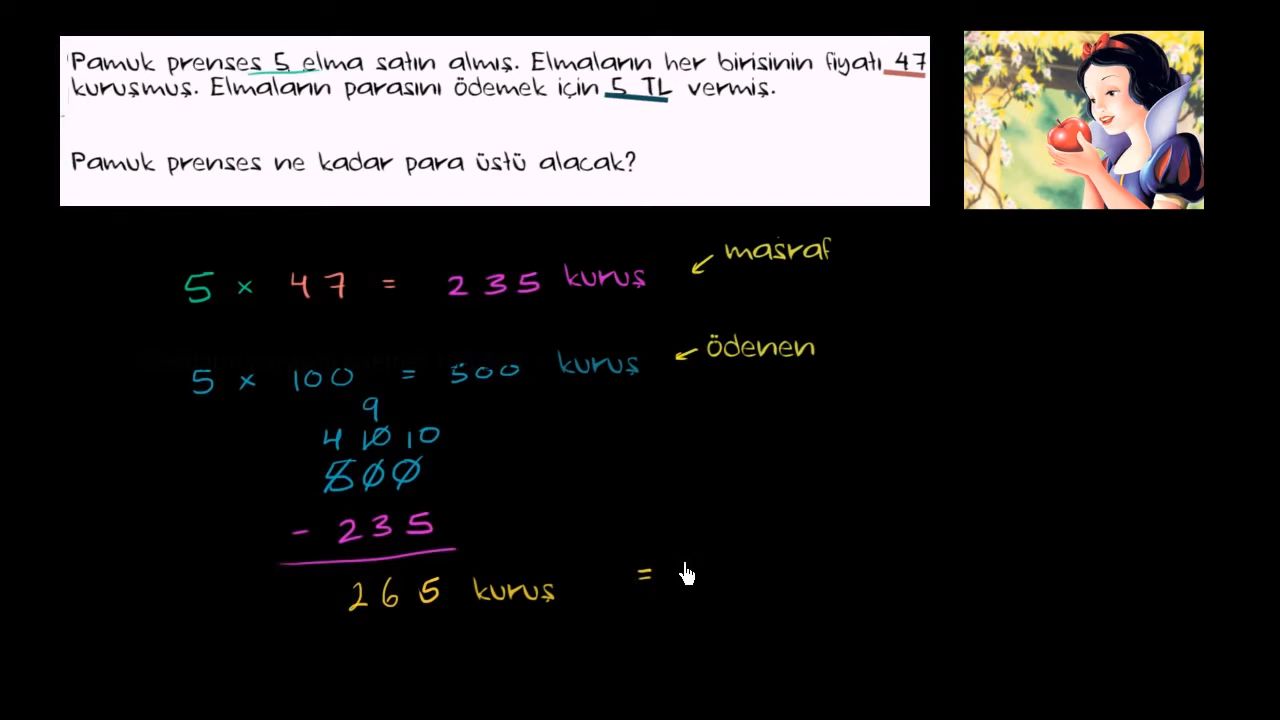 Pamuk prenses 5 elma satın almış. Elmaların her birisinin fiyatı 47
kuruşmuş. Elmaların parasını ödemek için 5 TL vermiş.
Pamuk prenses ne kadar para üstü alacak?
masraf
5 × 47 = 235 kuruş
ödenen
5 × 100 = 500 kuruş
9
4 10 10
500
- 235
265 kuruş =